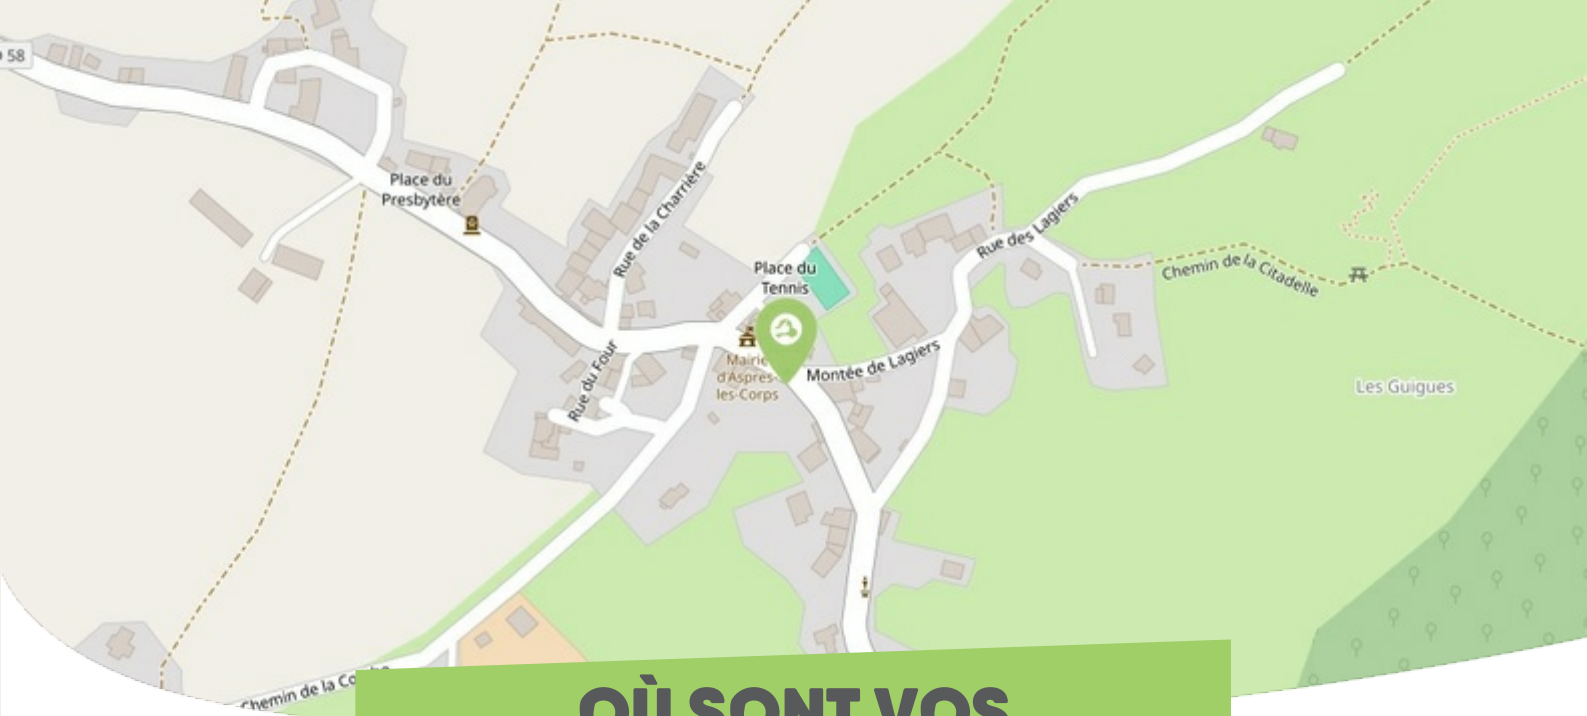 58
Place du
Presbytère
Rue de la Charrière
Place du
Tennis
Rue des Lagiers
Chemin de la Citadelle
Mairie
d'Aspres-
les-Corps
Montée de Lagiers
Rue du Four
Les Guigues
Chemin de la
OÙ SONT VOS